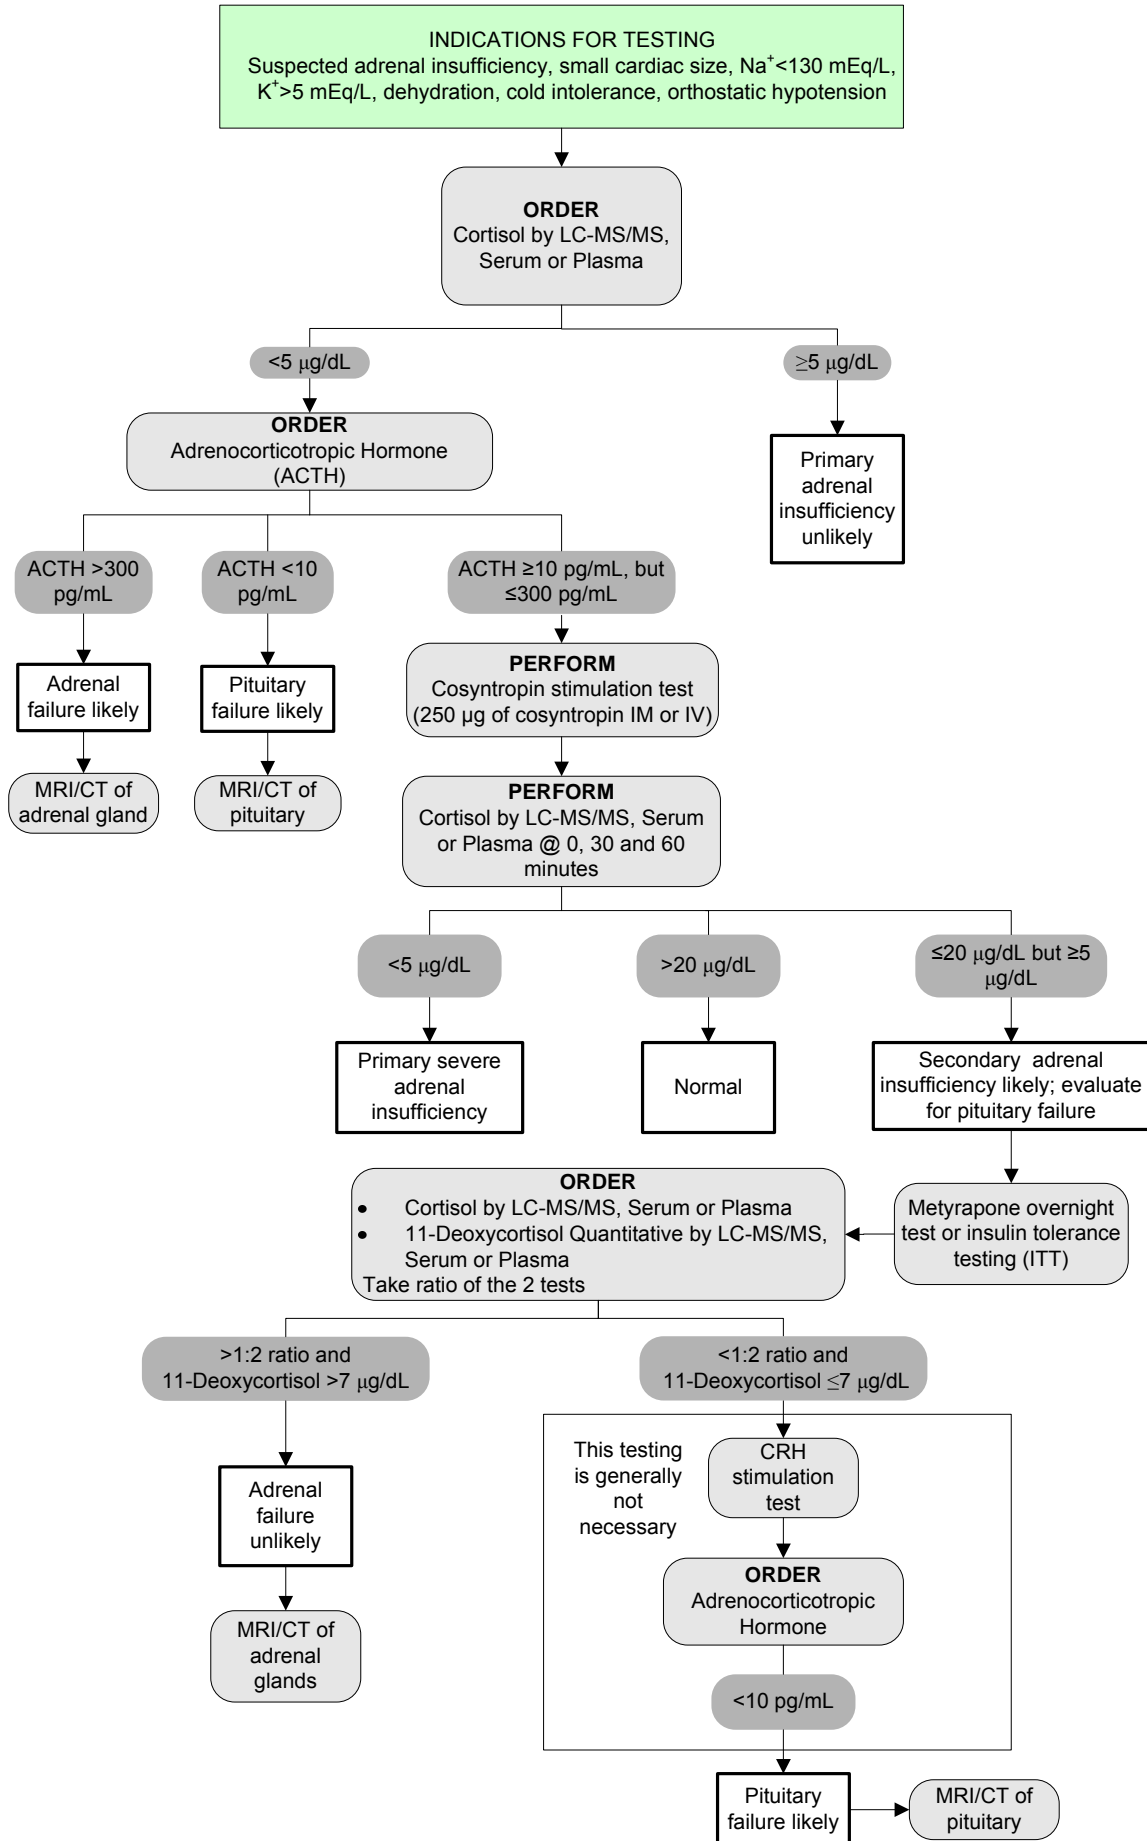 INDICATIONS FOR TESTING
Suspected adrenal insufficiency, small cardiac size, Na⁺<130 mEq/L,
K⁺>5 mEq/L, dehydration, cold intolerance, orthostatic hypotension
ORDER
Cortisol by LC-MS/MS,
Serum or Plasma
<5 μg/dL
≥5 μg/dL
ORDER
Adrenocorticotropic Hormone
(ACTH)
Primary
adrenal
insufficiency
unlikely
ACTH >300
pg/mL
ACTH <10
pg/mL
ACTH ≥10 pg/mL, but
≤300 pg/mL
Adrenal
failure likely
Pituitary
failure likely
PERFORM
Cosyntropin stimulation test
(250 µg of cosyntropin IM or IV)
MRI/CT of
adrenal gland
MRI/CT of
pituitary
PERFORM
Cortisol by LC-MS/MS, Serum
or Plasma @ 0, 30 and 60
minutes
<5 μg/dL
>20 μg/dL
≤20 μg/dL but ≥5
μg/dL
Primary severe
adrenal
insufficiency
Normal
Secondary adrenal
insufficiency likely; evaluate
for pituitary failure
ORDER
• Cortisol by LC-MS/MS, Serum or Plasma
• 11-Deoxycortisol Quantitative by LC-MS/MS,
Serum or Plasma
Take ratio of the 2 tests
Metyrapone overnight
test or insulin tolerance
testing (ITT)
>1:2 ratio and
11-Deoxycortisol >7 μg/dL
<1:2 ratio and
11-Deoxycortisol ≤7 μg/dL
Adrenal
failure
unlikely
This testing
is generally
not
necessary
CRH
stimulation
test
MRI/CT of
adrenal
glands
ORDER
Adrenocorticotropic
Hormone
<10 pg/mL
Pituitary
failure likely
MRI/CT of
pituitary